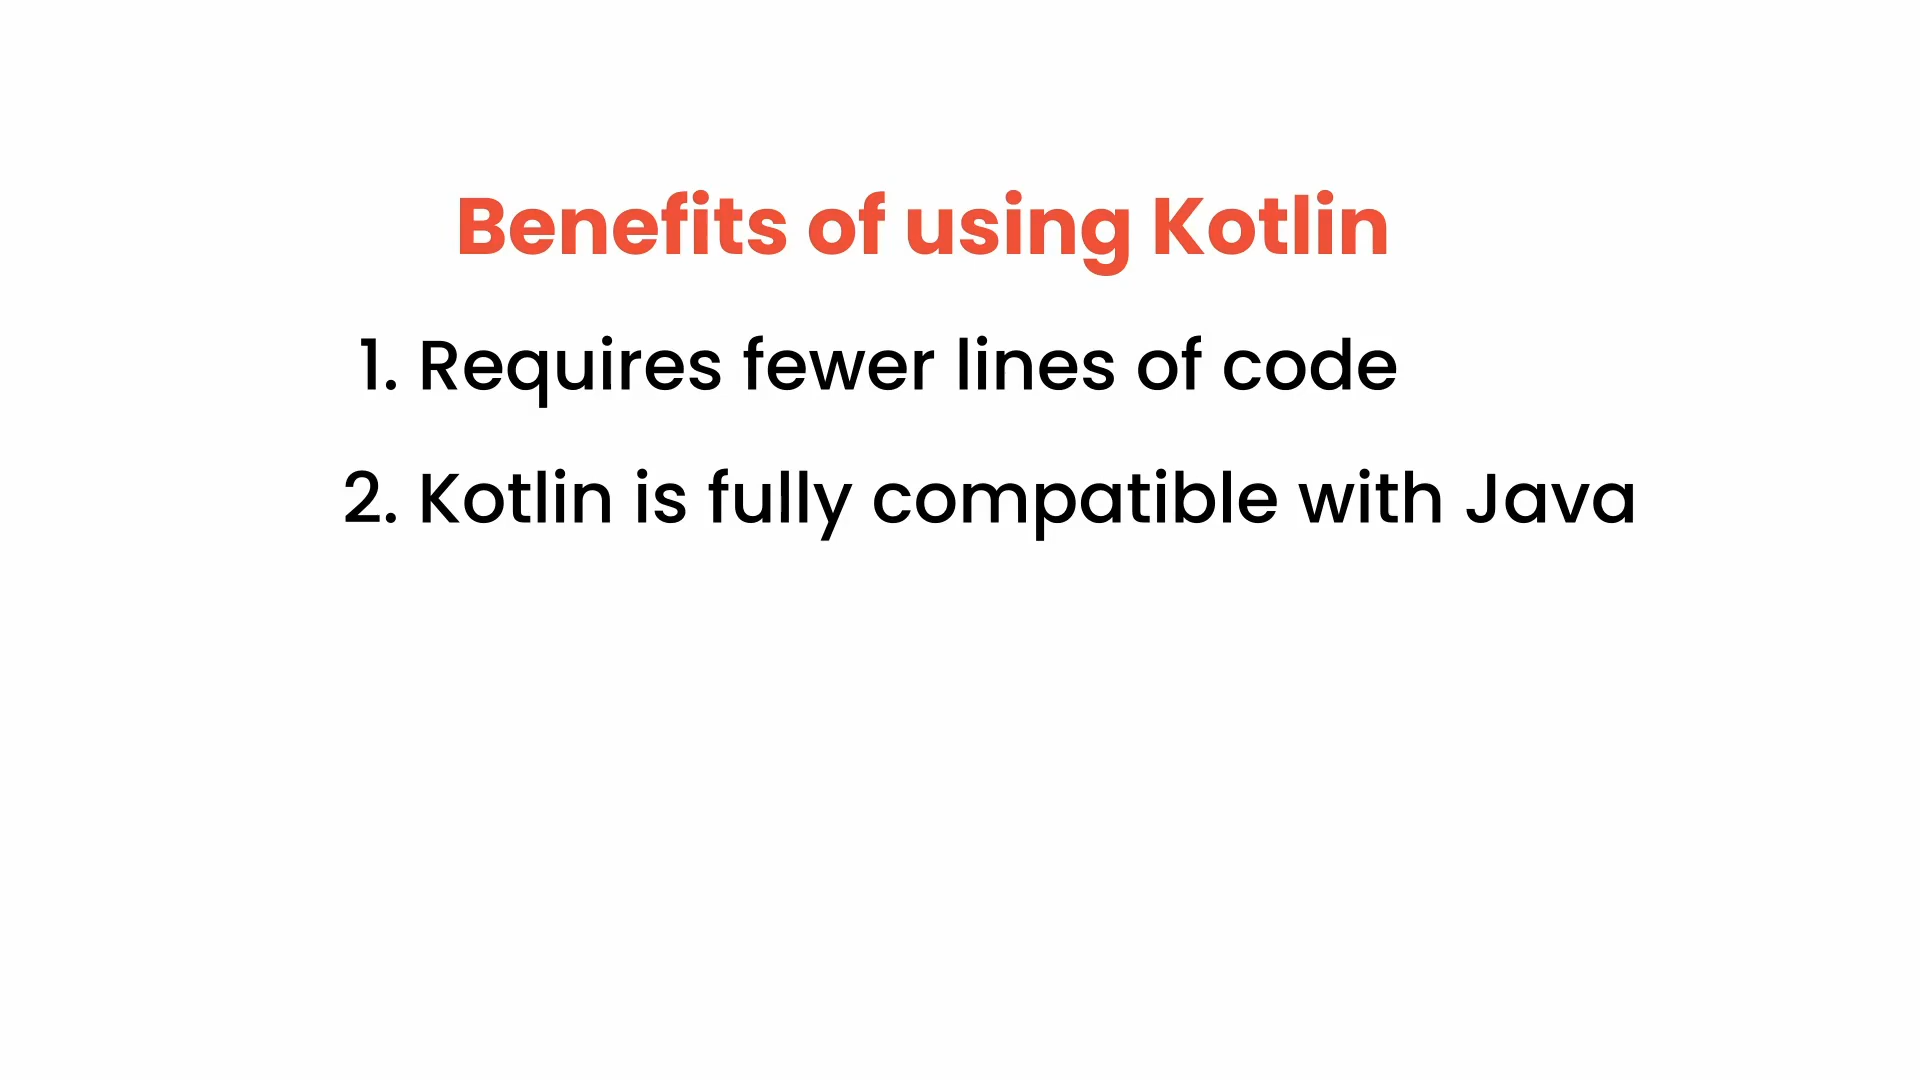 Benefits of using Kotlin
1. Requires fewer lines of code
2. Kotlin is fully compatible with Java